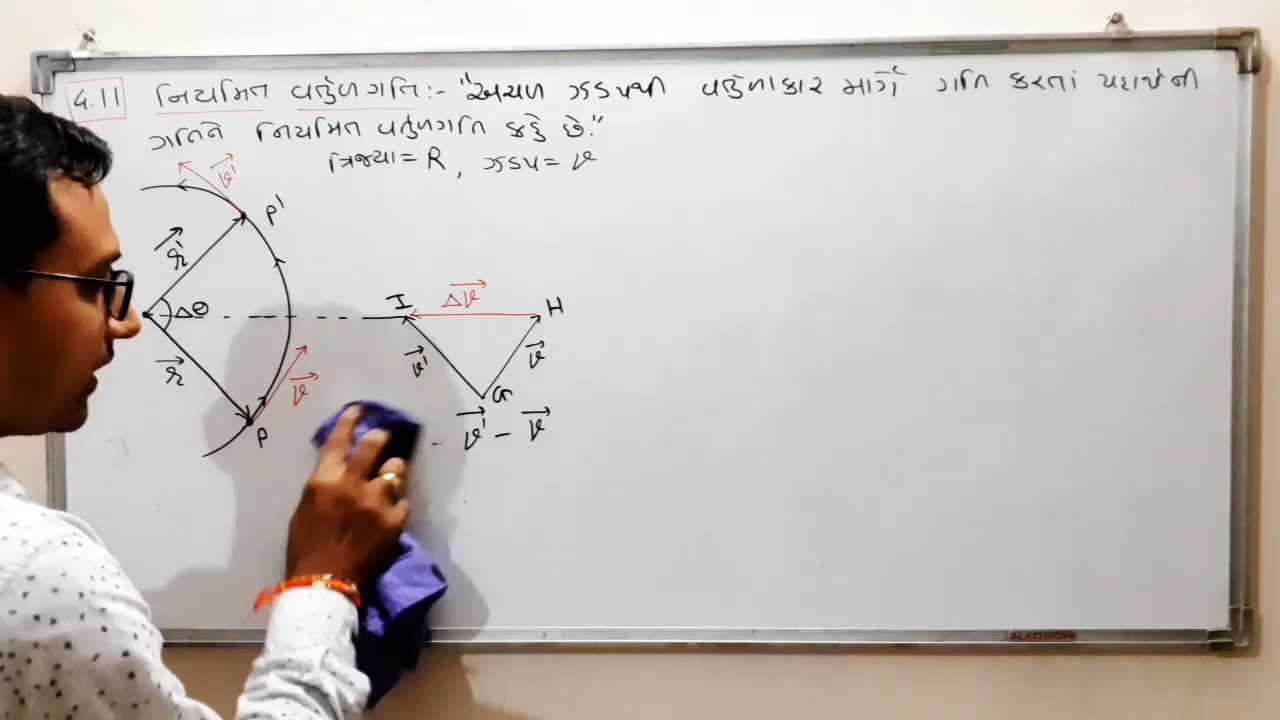 4.11 નિયમિત વર્તુળગતિ :- "અચળ ઝડપથી વર્તુળાકાર માર્ગે ગતિ કરતાં પદાર્થની
ગતિને નિયમિત વર્તુળગતિ કહે છે."
ત્રિજ્યા = R, ઝડપ = v
v'
P'
r'
Δθ
r
v
P
I
Δv
H
v'
v
G
= v' - v
ALKOSIGN